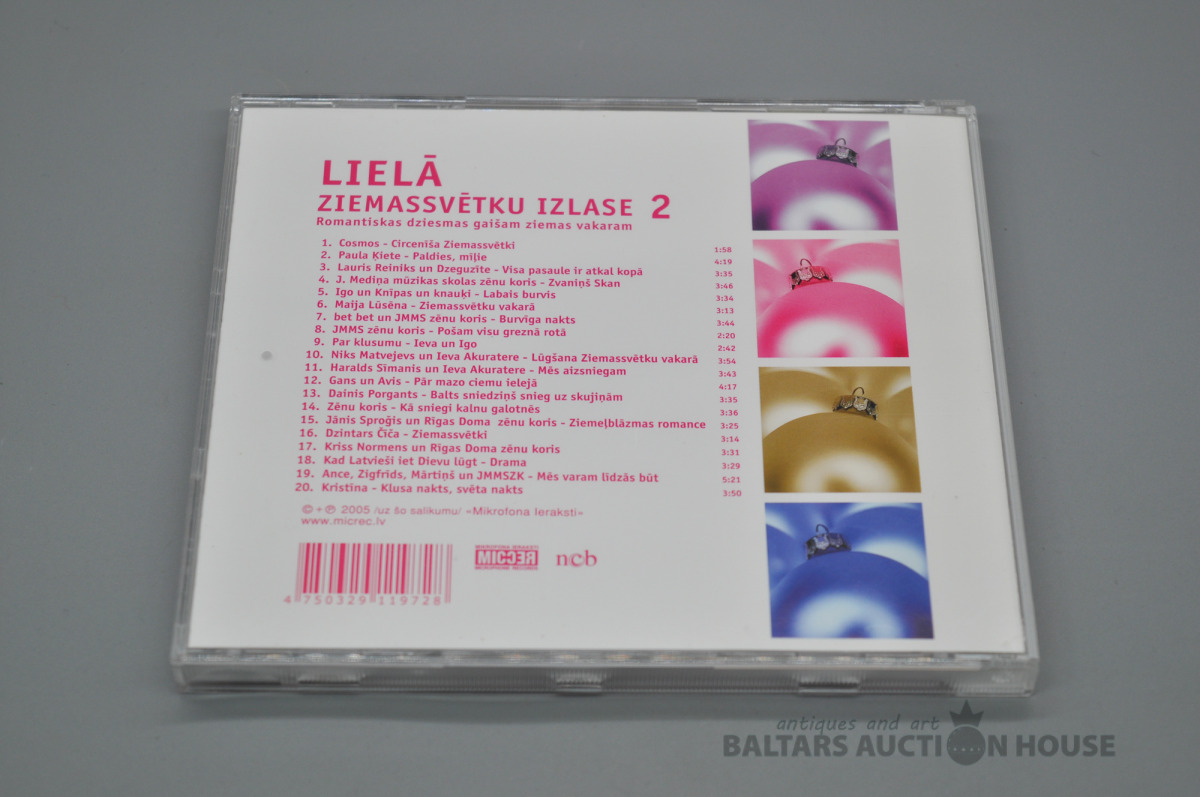 LIELĀ
ZIEMASSVĒTKU IZLASE 2
Romantiskas dziesmas gaišam ziemas vakaram
1. Cosmos - Circenīša Ziemassvētki 1:58
2. Paula Ķiete - Paldies, mīļie 4:19
3. Lauris Reiniks un Dzeguzīte - Visa pasaule ir atkal kopā 3:35
4. J. Mediņa mūzikas skolas zēnu koris - Zvaniņš Skan 3:46
5. Igo un Knīpas un knauķi - Labais burvis 3:34
6. Maija Lūsēna - Ziemassvētku vakarā 3:13
7. bet bet un JMMS zēnu koris - Burvīga nakts 3:44
8. JMMS zēnu koris - Pošam visu greznā rotā 2:20
9. Par klusumu - Ieva un Igo 2:42
10. Niks Matvejevs un Ieva Akuratere - Lūgšana Ziemassvētku vakarā 3:54
11. Haralds Sīmanis un Ieva Akuratere - Mēs aizsniegam 3:43
12. Gans un Avis - Pār mazo ciemu ielejā 4:17
13. Dainis Porgants - Balts sniedziņš snieg uz skujiņām 3:35
14. Zēnu koris - Kā sniegi kalnu galotnēs 3:36
15. Jānis Sproģis un Rīgas Doma zēnu koris - Ziemeļblāzmas romance 3:25
16. Dzintars Čīča - Ziemassvētki 3:14
17. Kriss Normens un Rīgas Doma zēnu koris 3:31
18. Kad Latvieši iet Dievu lūgt - Drama 3:29
19. Ance, Zigfrīds, Mārtiņš un JMMSZK - Mēs varam līdzās būt 5:21
20. Kristīna - Klusa nakts, svēta nakts 3:50
©+℗ 2005 /uz šo salikumu/ «Mikrofona Ieraksti»
www.micrec.lv
MIKROFONA IERAKSTI
MICREC
MICROPHONE RECORDS
ncb
4 750329 119728
antiques and art
BALTARS AUCTION HOUSE